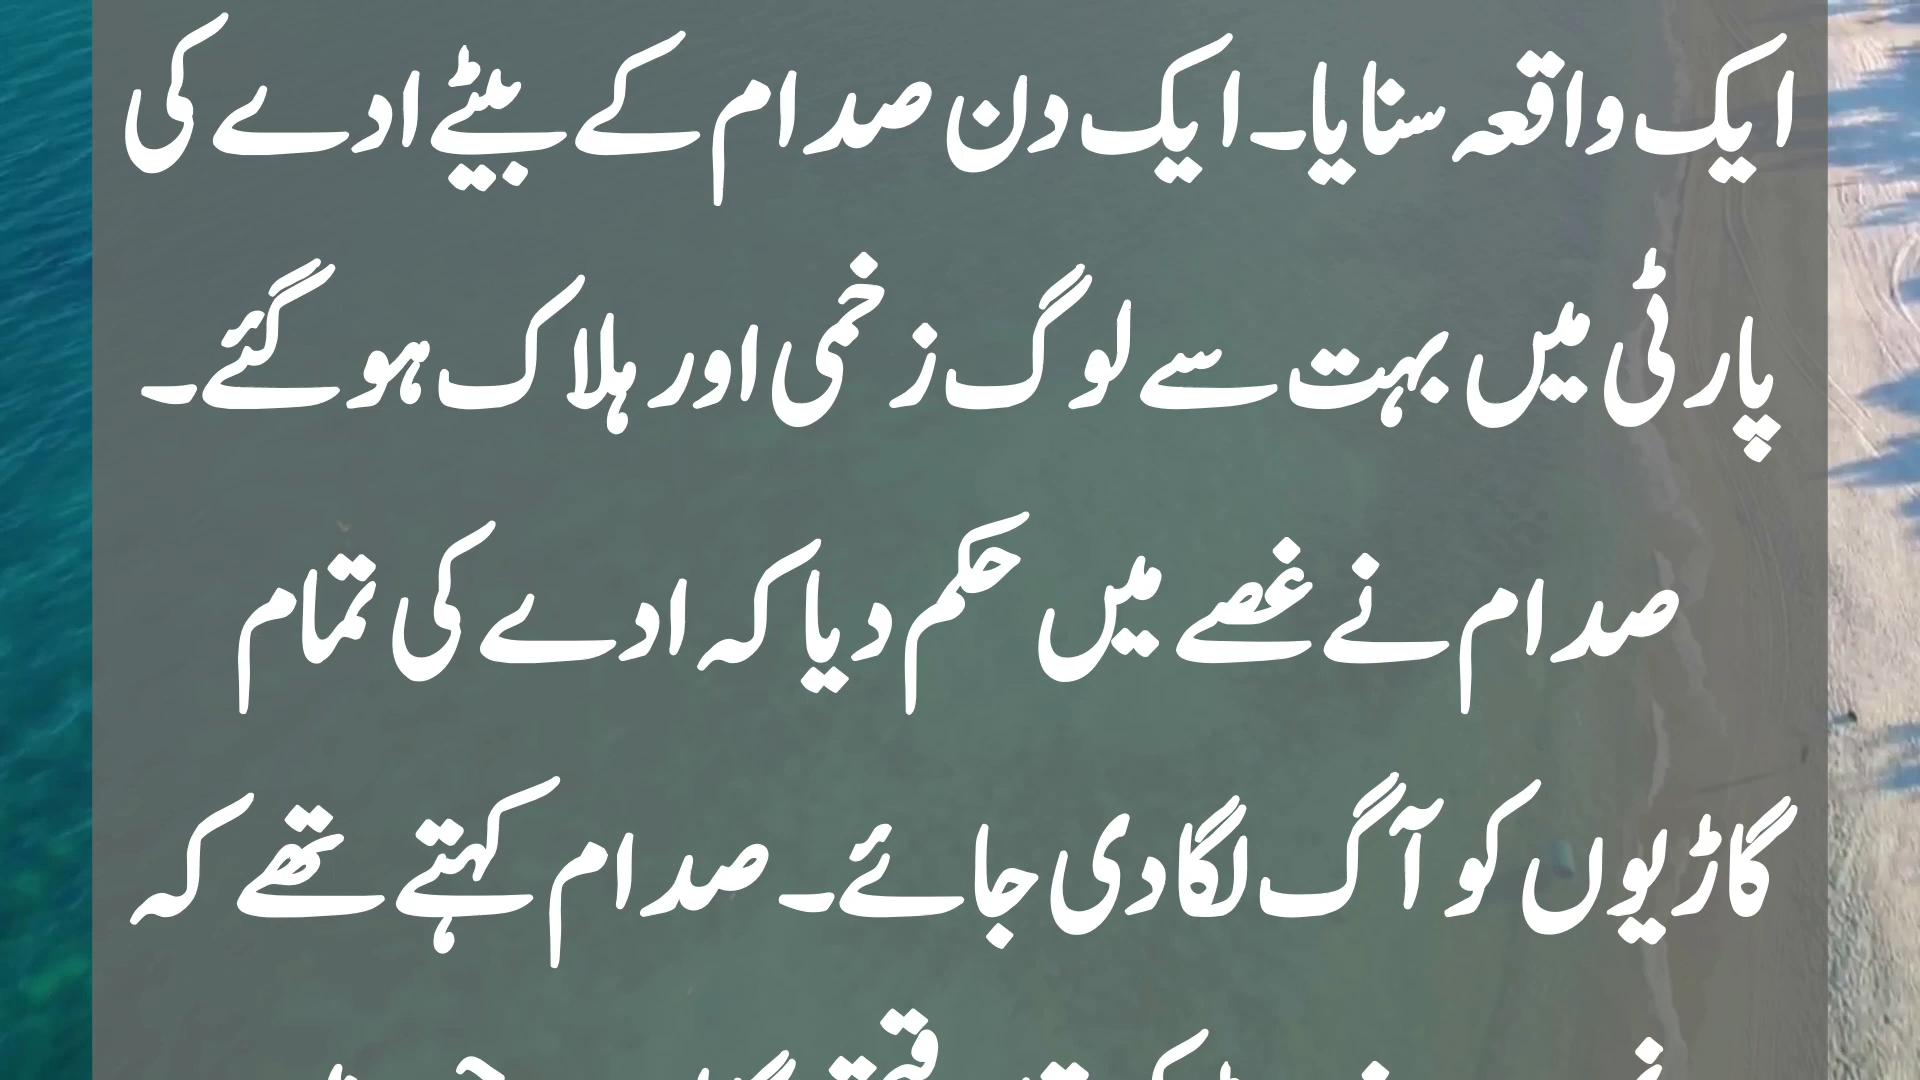 ایک واقعہ سنایا۔ ایک دن صدام کے بیٹے ادے کی
پارٹی میں بہت سے لوگ زخمی اور ہلاک ہو گئے۔
صدام نے غصے میں حکم دیا کہ ادے کی تمام
گاڑیوں کو آگ لگا دی جائے۔ صدام کہتے تھے کہ